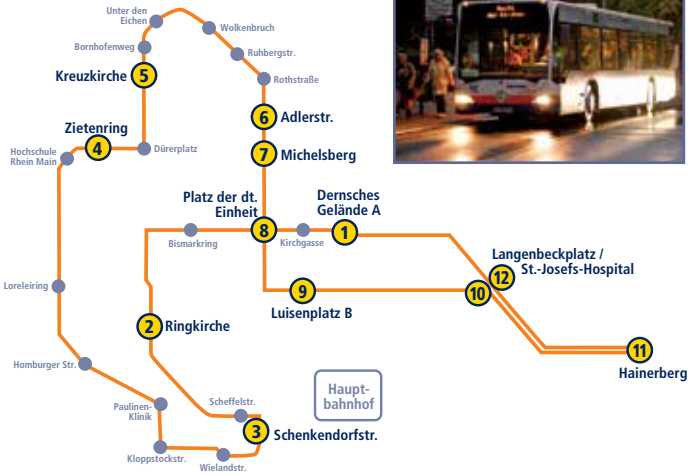 Unter den
Eichen
Wolkenbruch
Bornhofenweg
Ruhbergstr.
Kreuzkirche
5
Rothstraße
6
Adlerstr.
Zietenring
4
Dürerplatz
Hochschule
Rhein Main
7
Michelsberg
Platz der dt.
Einheit
8
Dernsches
Gelände A
1
Bismarkring
Kirchgasse
Langenbeckplatz /
St.-Josefs-Hospital
12
10
Loreleiring
9
Luisenplatz B
2
Ringkirche
11
Hainerberg
Homburger Str.
Haupt-
bahnhof
Paulinen-
Klinik
Scheffelstr.
3
Schenkendorfstr.
Kloppstockstr.
Wielandstr.